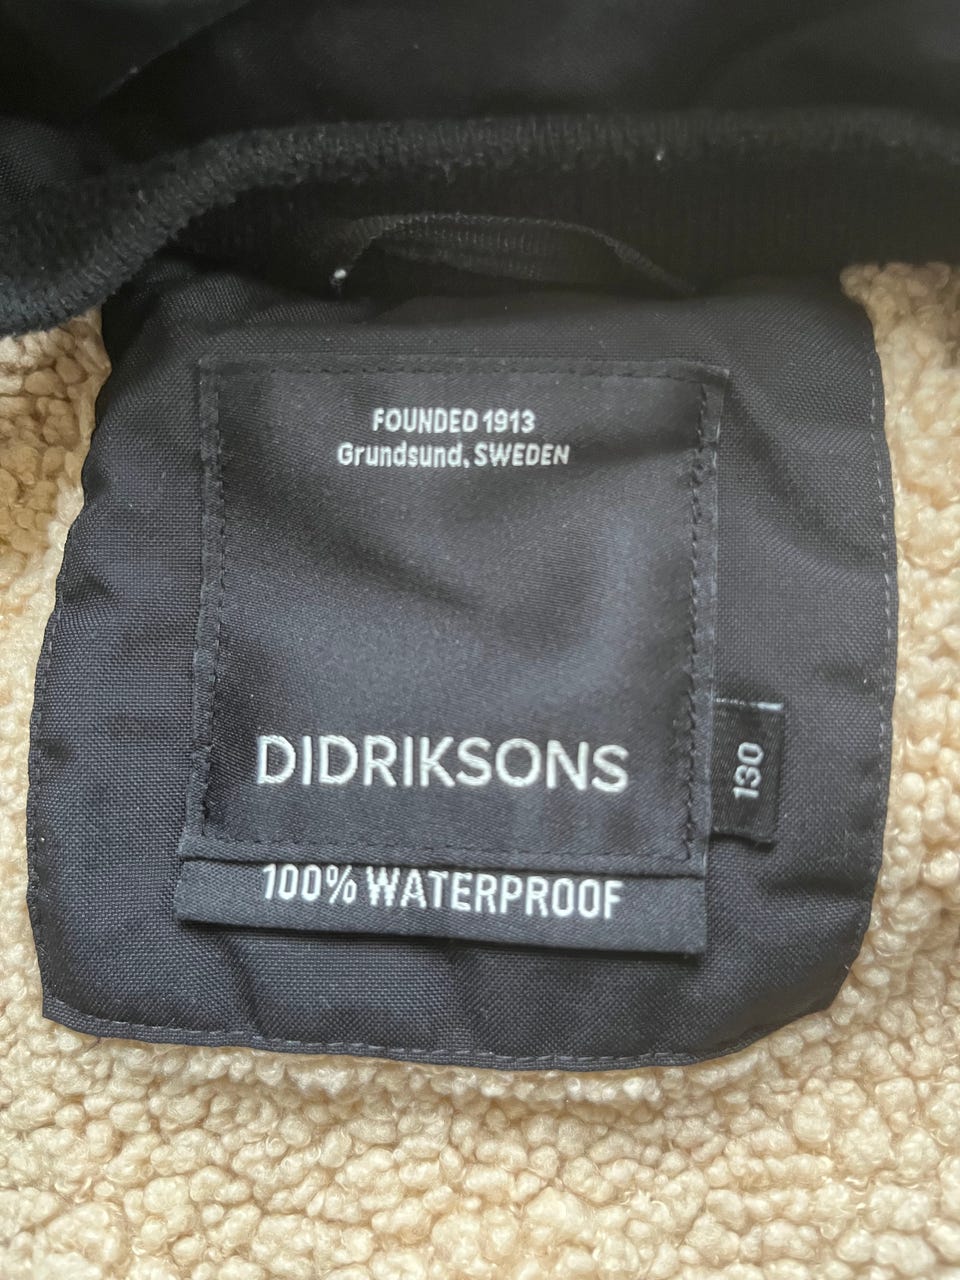 FOUNDED 1913
Grundsund, SWEDEN
DIDRIKSONS
130
100% WATERPROOF